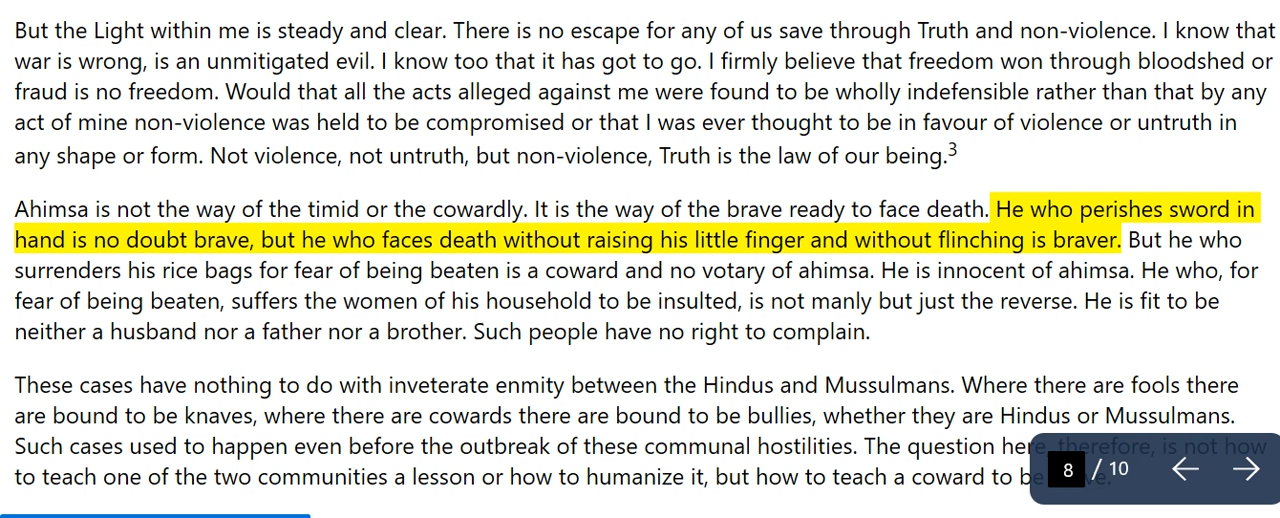 But the Light within me is steady and clear. There is no escape for any of us save through Truth and non-violence. I know that
war is wrong, is an unmitigated evil. I know too that it has got to go. I firmly believe that freedom won through bloodshed or
fraud is no freedom. Would that all the acts alleged against me were found to be wholly indefensible rather than that by any
act of mine non-violence was held to be compromised or that I was ever thought to be in favour of violence or untruth in
any shape or form. Not violence, not untruth, but non-violence, Truth is the law of our being.3
Ahimsa is not the way of the timid or the cowardly. It is the way of the brave ready to face death. He who perishes sword in
hand is no doubt brave, but he who faces death without raising his little finger and without flinching is braver. But he who
surrenders his rice bags for fear of being beaten is a coward and no votary of ahimsa. He is innocent of ahimsa. He who, for
fear of being beaten, suffers the women of his household to be insulted, is not manly but just the reverse. He is fit to be
neither a husband nor a father nor a brother. Such people have no right to complain.
These cases have nothing to do with inveterate enmity between the Hindus and Mussulmans. Where there are fools there
are bound to be knaves, where there are cowards there are bound to be bullies, whether they are Hindus or Mussulmans.
Such cases used to happen even before the outbreak of these communal hostilities. The question here, therefore, is not how
to teach one of the two communities a lesson or how to humanize it, but how to teach a coward to
8 / 10